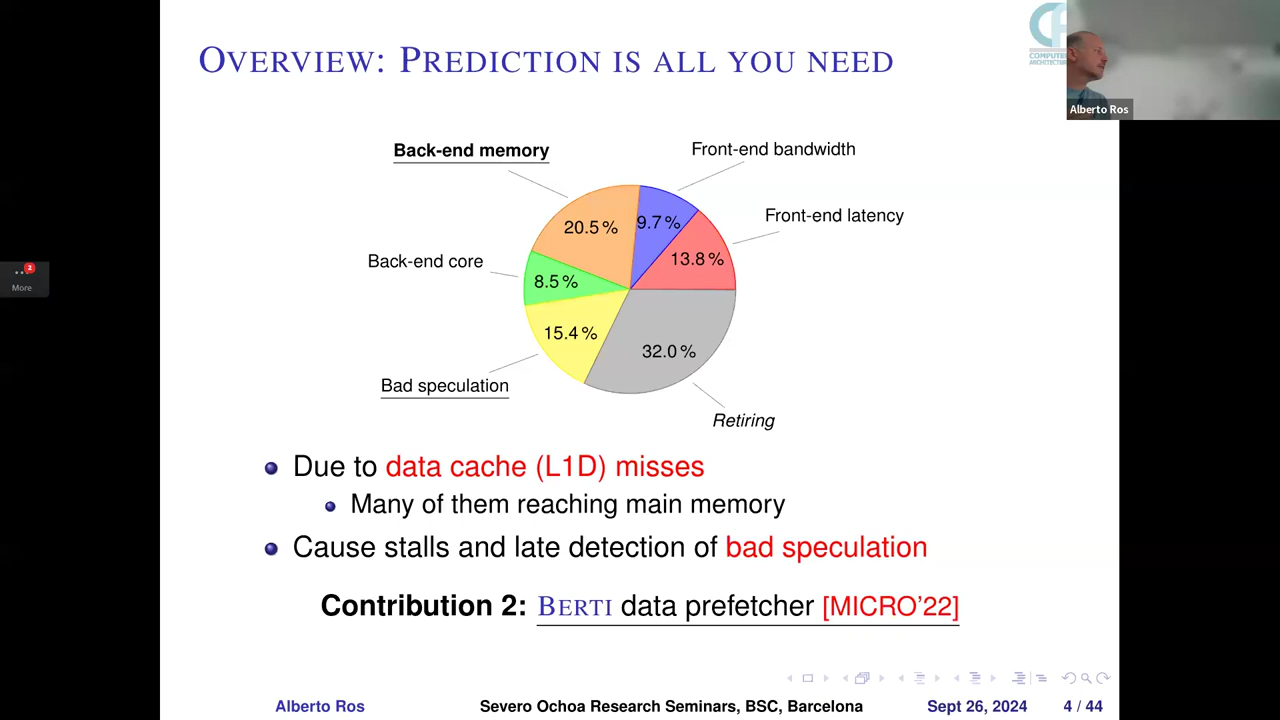 OVERVIEW: PREDICTION IS ALL YOU NEED
COMPUTE
ARCHITECTURE
Alberto Ros
Back-end memory
Front-end bandwidth
Front-end latency
Back-end core
20.5 %
9.7 %
13.8 %
8.5 %
15.4 %
32.0 %
Bad speculation
Retiring
2
More
Due to data cache (L1D) misses
Many of them reaching main memory
Cause stalls and late detection of bad speculation
Contribution 2: BERTI data prefetcher [MICRO'22]
Alberto Ros Severo Ochoa Research Seminars, BSC, Barcelona Sept 26, 2024 4 / 44